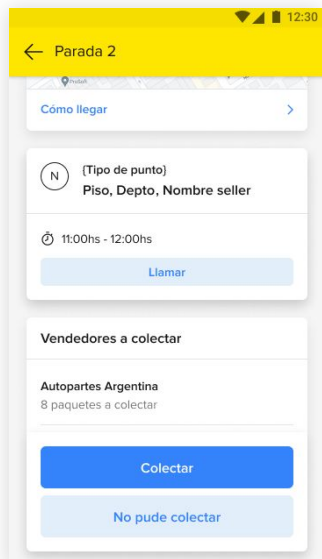 12:30
Parada 2
Cómo llegar
N
{Tipo de punto}
Piso, Depto, Nombre seller
11:00hs - 12:00hs
Llamar
Vendedores a colectar
Autopartes Argentina
8 paquetes a colectar
Colectar
No pude colectar